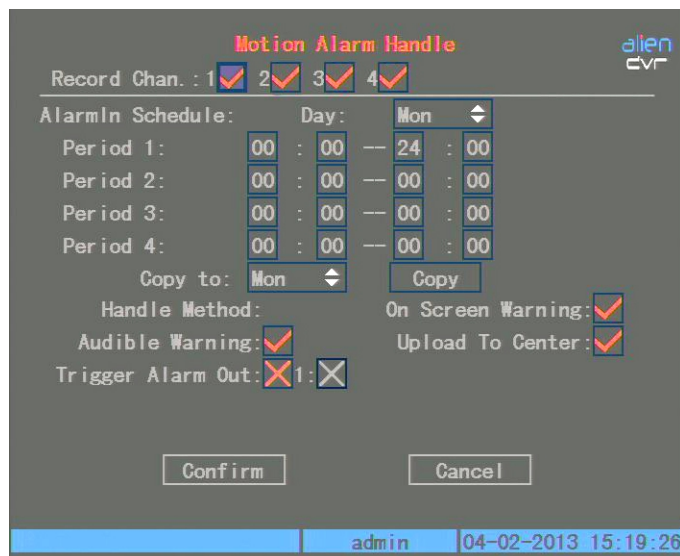 Motion Alarm Handle
alien
dvr
Record Chan.:1 2 3 4
AlarmIn Schedule: Day: Mon
Period 1: 00 : 00 -- 24 : 00
Period 2: 00 : 00 -- 00 : 00
Period 3: 00 : 00 -- 00 : 00
Period 4: 00 : 00 -- 00 : 00
Copy to: Mon Copy
Handle Method: On Screen Warning:
Audible Warning: Upload To Center:
Trigger Alarm Out: 1:
Confirm Cancel
admin 04-02-2013 15:19:26